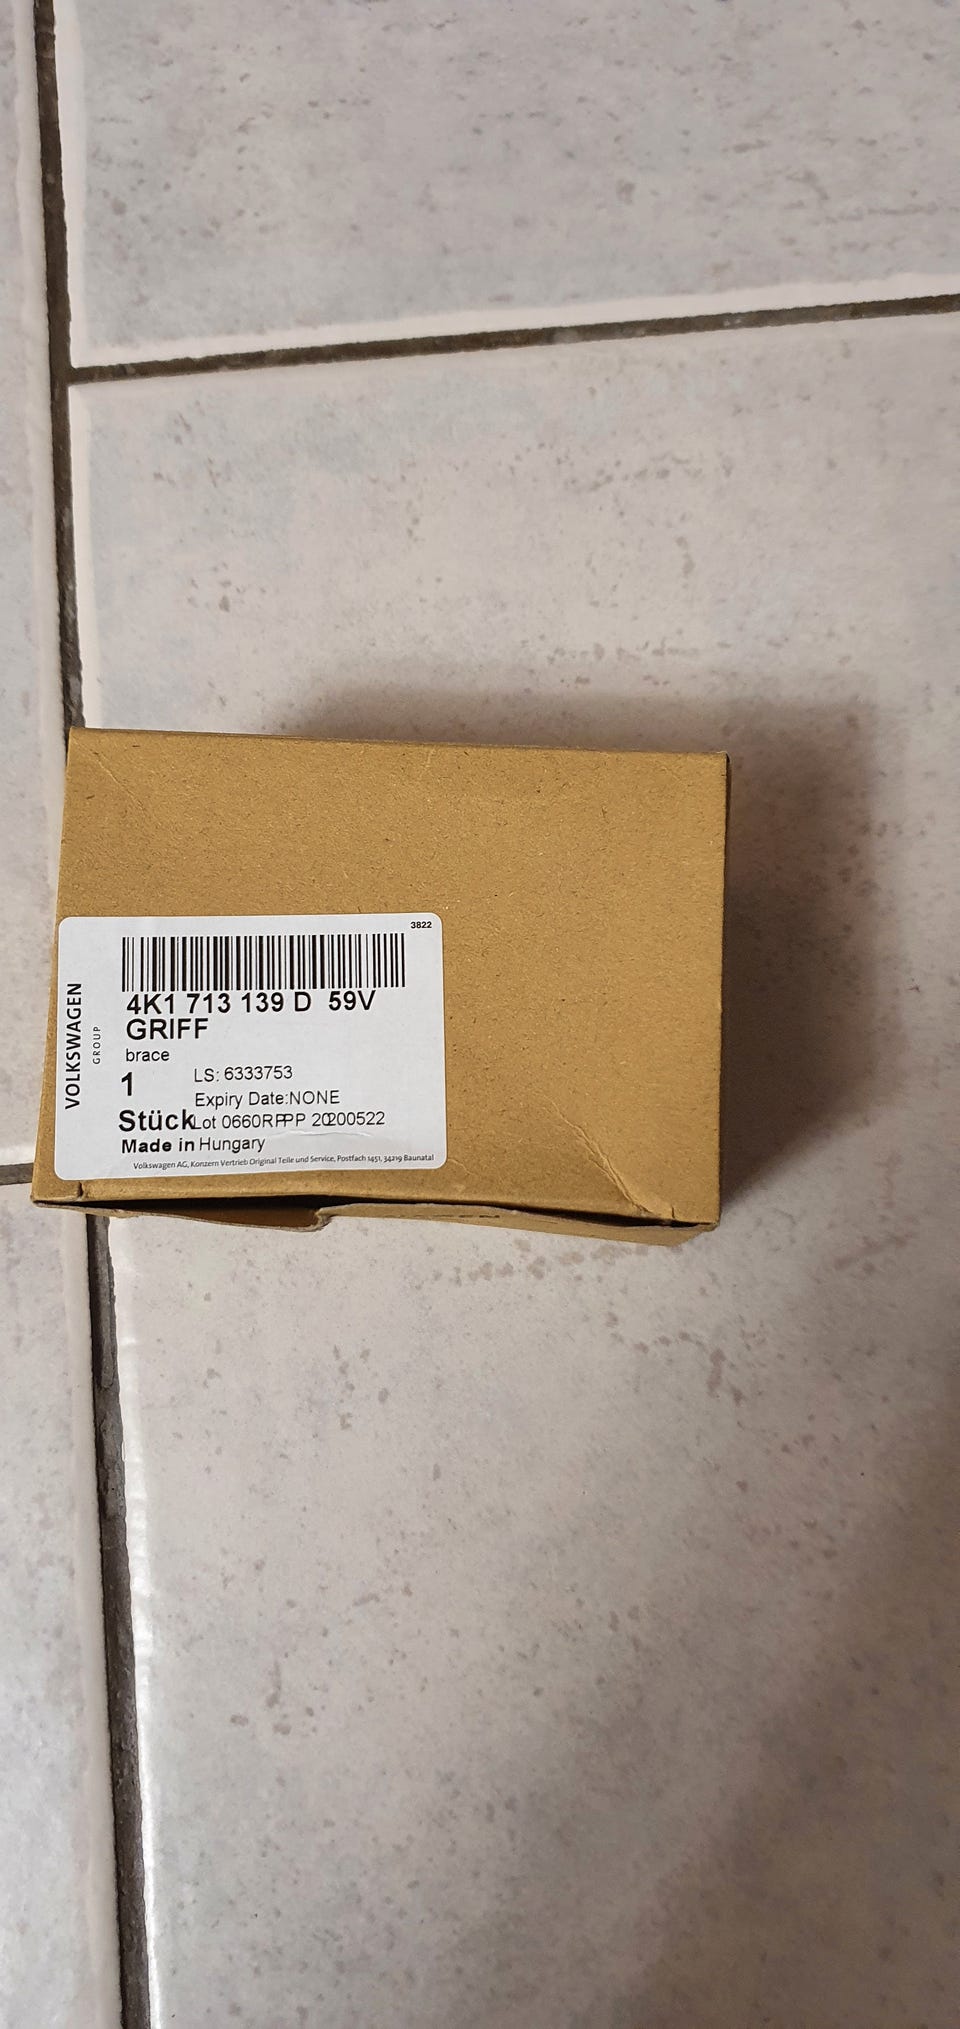 3822
VOLKSWAGEN
GROUP
4K1 713 139 D 59V
GRIFF
brace
1
LS: 6333753
Expiry Date:NONE
Stück
Lot 0660RPPP 20200522
Made in Hungary
Volkswagen AG, Konzern Vertrieb Original Teile und Service, Postfach 1451, 34219 Baunatal